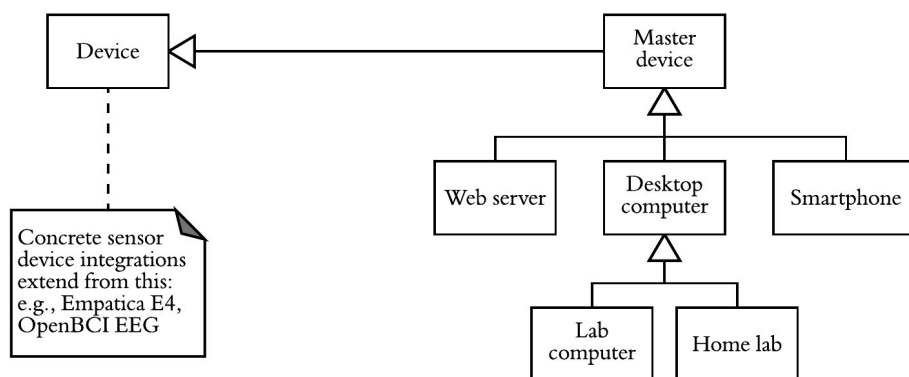 Device
Master
device
Web server
Desktop
computer
Smartphone
Concrete sensor
device integrations
extend from this:
e.g., Empatica E4,
OpenBCI EEG
Lab
computer
Home lab